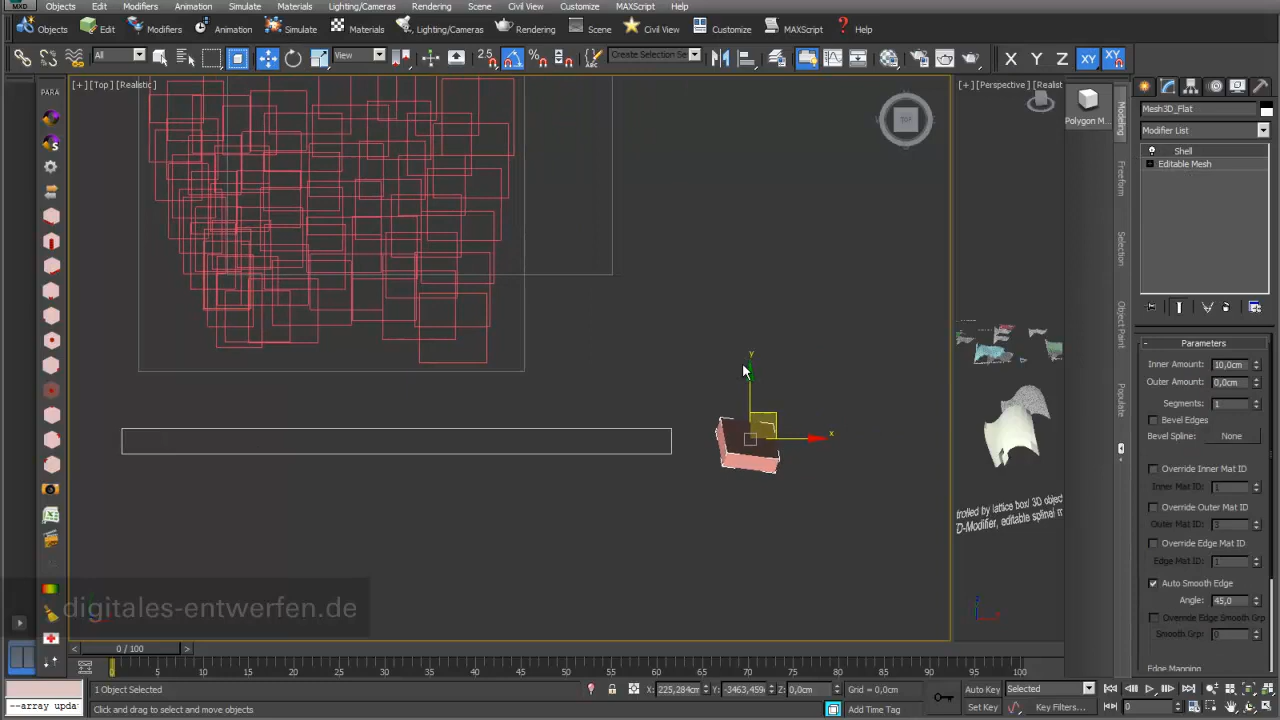 MXD Objects Edit Modifiers Animation Simulate Materials Lighting/Cameras Rendering Scene Civil View Customize MAXScript Help
Objects Edit Modifiers Animation Simulate Materials Lighting/Cameras Rendering Scene Civil View Customize MAXScript Help
All View 2.5 Create Selection Se X Y Z XY XY
[+][Top][Realistic]
[+][Perspective][Realist
PARA
TOP
Polygon M...
Modeling
Freeform
Selection
Object Paint
Populate
Mesh3D_Flat
Modifier List
Shell
Editable Mesh
Parameters
Inner Amount: 10,0cm
Outer Amount: 0,0cm
Segments: 1
Bevel Edges
Bevel Spline: None
Override Inner Mat ID
Inner Mat ID: 1
Override Outer Mat ID
Outer Mat ID: 3
Override Edge Mat ID
Edge Mat ID: 1
Auto Smooth Edge
Angle: 45,0
Override Edge Smooth Grp
Smooth Grp: 0
Edge Mapping
y
x
trolled by lattice box/ 3D object
D-Modifier, editable splinal
digitales-entwerfen.de
0 / 100
0 5 10 15 20 25 30 35 40 45 50 55 60 65 70 75 80 85 90 95 100
1 Object Selected X: 225,284cm Y: -3463,459 Z: 0,0cm Grid = 0,0cm Auto Key Selected
--array upda Click and drag to select and move objects Add Time Tag Set Key Key Filters... 0